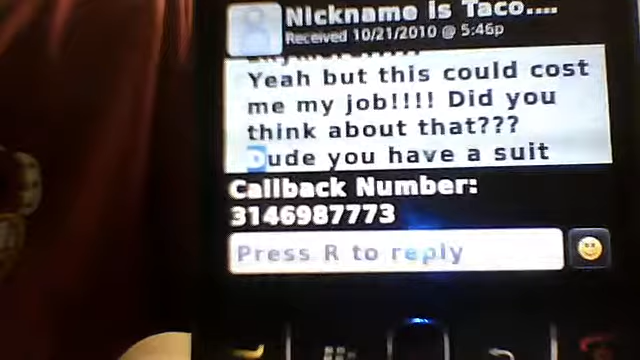 Nickname is Taco....
Received 10/21/2010 @ 5:46p
Yeah but this could cost
me my job!!!! Did you
think about that???
Dude you have a suit
Callback Number:
3146987773
Press R to reply